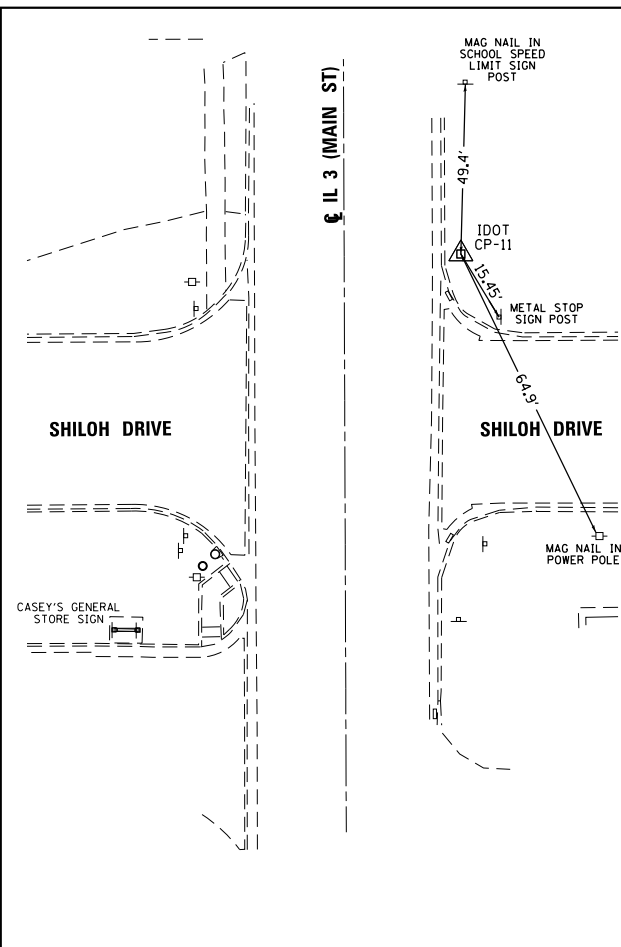 MAG NAIL IN
SCHOOL SPEED
LIMIT SIGN
POST
℄ IL 3 (MAIN ST)
49.4'
IDOT
CP-11
15.45'
METAL STOP
SIGN POST
64.9'
SHILOH DRIVE
SHILOH DRIVE
MAG NAIL IN
POWER POLE
CASEY'S GENERAL
STORE SIGN